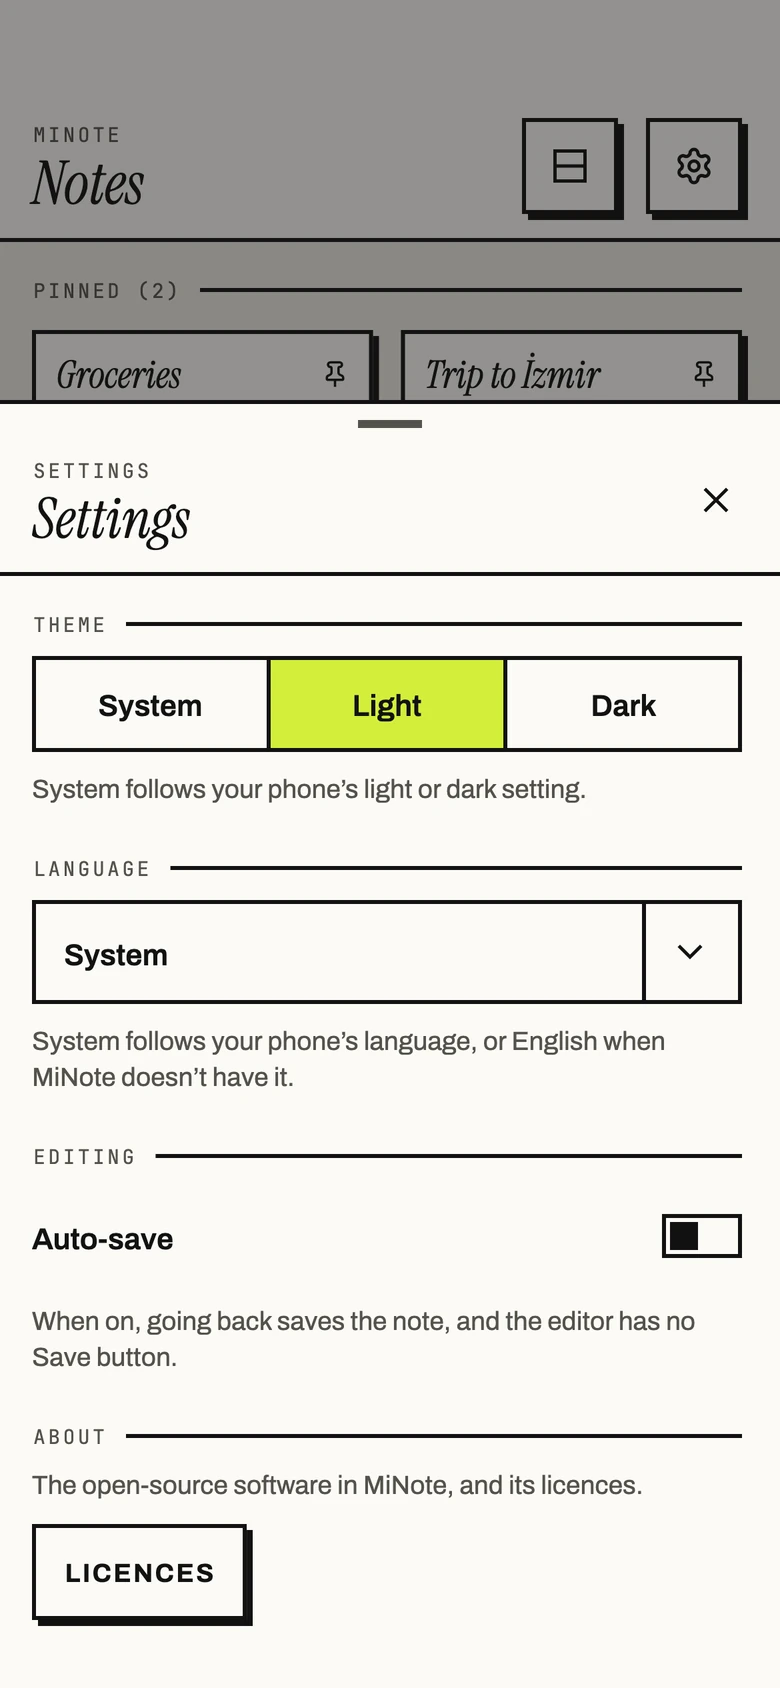 MINOTE
Notes
PINNED (2)
Groceries
Trip to İzmir
SETTINGS
Settings
THEME
System
Light
Dark
System follows your phone’s light or dark setting.
LANGUAGE
System
System follows your phone’s language, or English when
MiNote doesn’t have it.
EDITING
Auto-save
When on, going back saves the note, and the editor has no
Save button.
ABOUT
The open-source software in MiNote, and its licences.
LICENCES